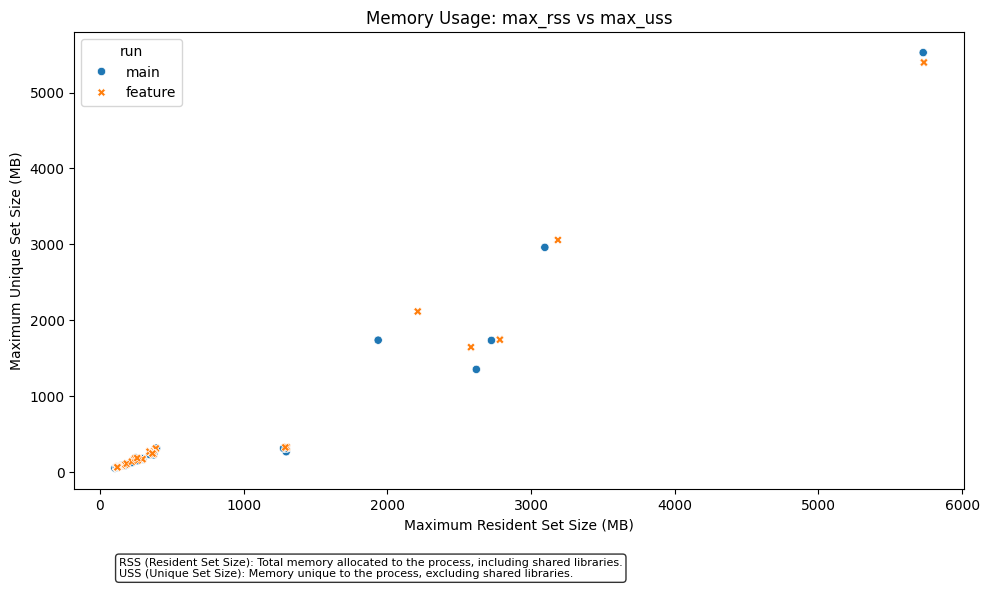 Memory Usage: max_rss vs max_uss
run
main
feature
Maximum Unique Set Size (MB)
5000
4000
3000
2000
1000
0
0 1000 2000 3000 4000 5000 6000
Maximum Resident Set Size (MB)
RSS (Resident Set Size): Total memory allocated to the process, including shared libraries.
USS (Unique Set Size): Memory unique to the process, excluding shared libraries.